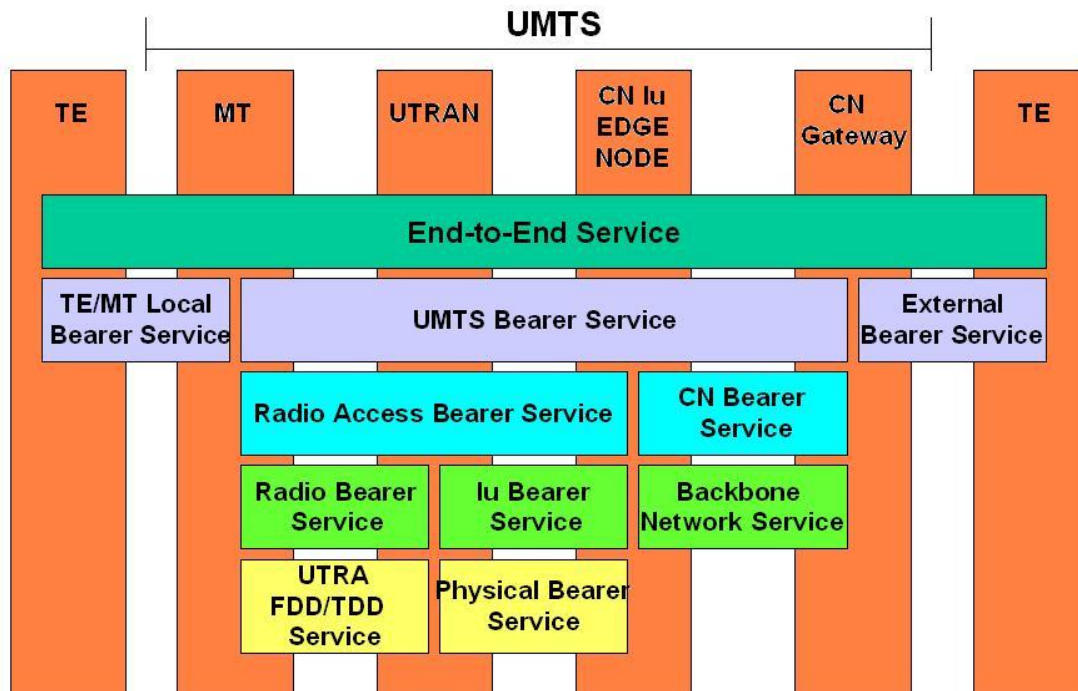 UMTS
TE
MT
UTRAN
CN Iu
EDGE
NODE
CN
Gateway
TE
End-to-End Service
TE/MT Local
Bearer Service
UMTS Bearer Service
External
Bearer Service
Radio Access Bearer Service
CN Bearer
Service
Radio Bearer
Service
Iu Bearer
Service
Backbone
Network Service
UTRA
FDD/TDD
Service
Physical Bearer
Service